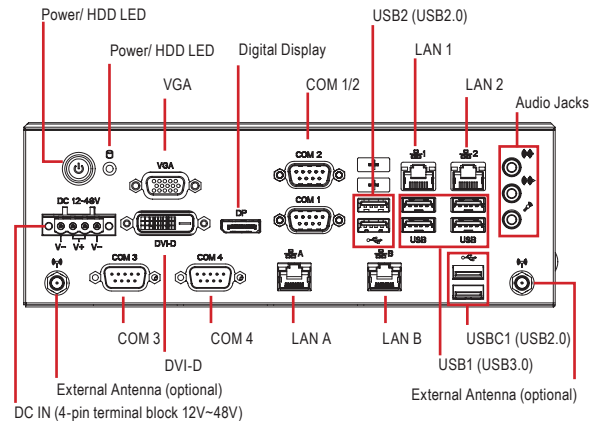 Power/ HDD LED
USB2 (USB2.0)
Power/ HDD LED
Digital Display
LAN 1
VGA
COM 1/2
LAN 2
Audio Jacks
COM 2
1
2
VGA
DC 12-48V
COM 1
DP
V- V+ V-
DVI-D
USB
USB
A
B
COM 3
COM 4
COM 3
COM 4
LAN A
LAN B
USBC1 (USB2.0)
DVI-D
USB1 (USB3.0)
External Antenna (optional)
External Antenna (optional)
DC IN (4-pin terminal block 12V~48V)